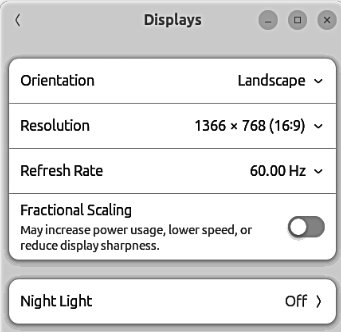 Displays
Orientation Landscape
Resolution 1366 × 768 (16:9)
Refresh Rate 60.00 Hz
Fractional Scaling
May increase power usage, lower speed, or
reduce display sharpness.
Night Light Off